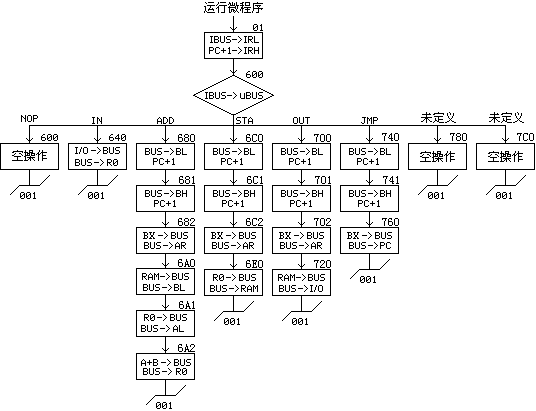 运行微程序
01
IBUS->IRL
PC+1->IRH
600
IBUS->uBUS
NOP IN ADD STA OUT JMP 未定义 未定义
600 640 680 6C0 700 740 780 7C0
空操作 I/O->BUS BUS->BL BUS->BL BUS->BL BUS->BL 空操作 空操作
BUS->R0 PC+1 PC+1 PC+1 PC+1
001 001 681 6C1 701 741 001 001
BUS->BH BUS->BH BUS->BH BUS->BH
PC+1 PC+1 PC+1 PC+1
682 6C2 702 760
BX->BUS BX->BUS BX->BUS BX->BUS
BUS->AR BUS->AR BUS->AR BUS->PC
6A0 6E0 720 001
RAM->BUS R0->BUS RAM->BUS
BUS->BL BUS->RAM BUS->I/O
6A1 001 001
R0->BUS
BUS->AL
6A2
A+B->BUS
BUS->R0
001